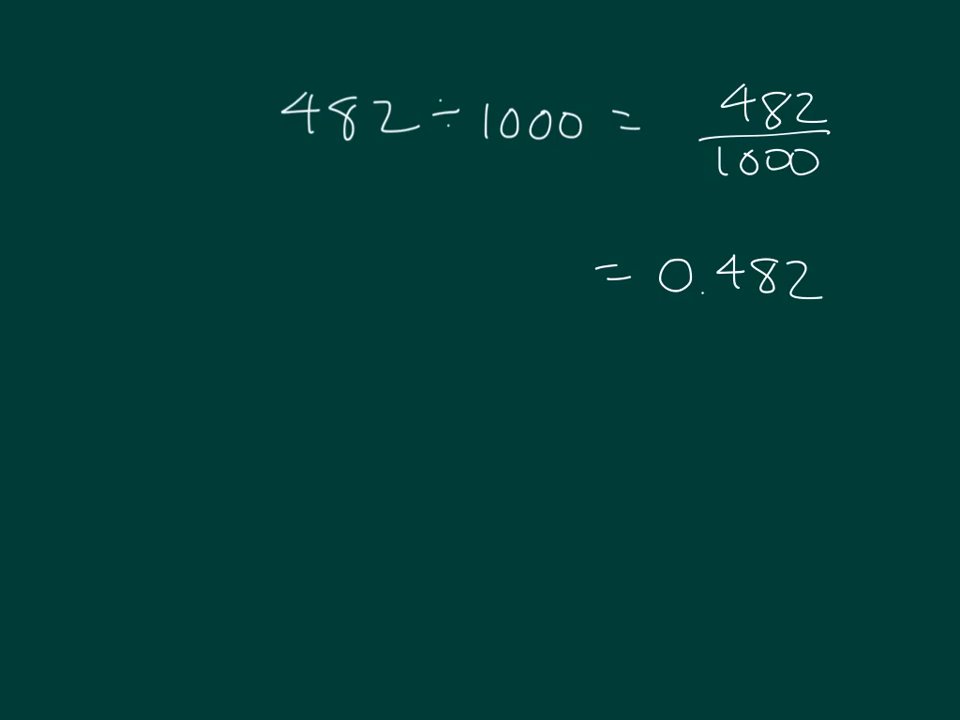 482 ÷ 1000 = 482/1000
= 0.482